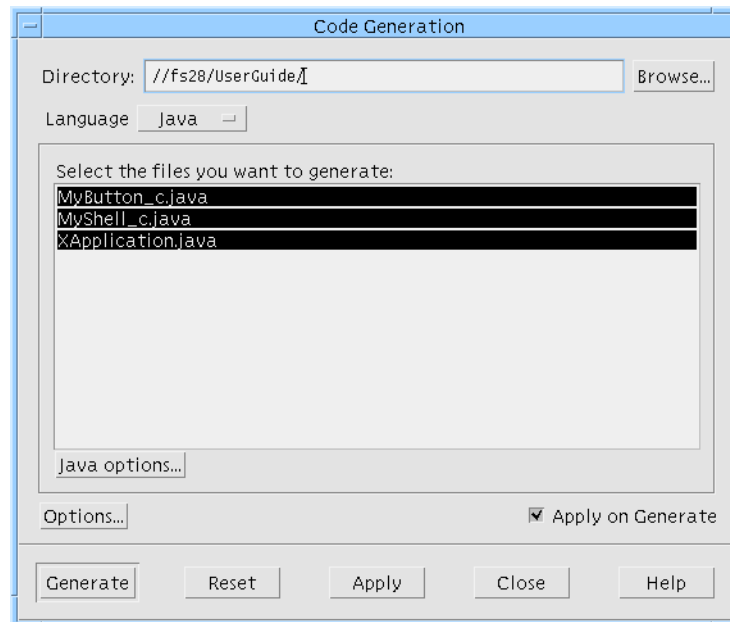 Code Generation
Directory: //fs28/UserGuide/ Browse...
Language Java
Select the files you want to generate:
MyButton_c.java
MyShell_c.java
XApplication.java
Java options...
Options... Apply on Generate
Generate Reset Apply Close Help